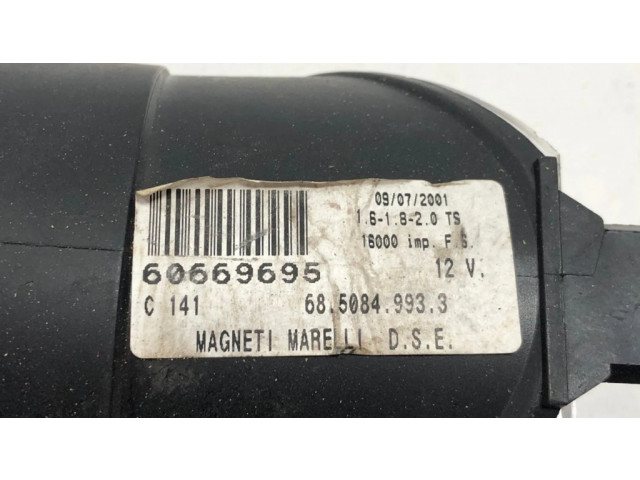 09/07/2001
1.6-1.8-2.0 TS
16000 imp. F.S.
60669695
12 V.
C 141
68.5084.993.3
MAGNETI MARELLI D.S.E.